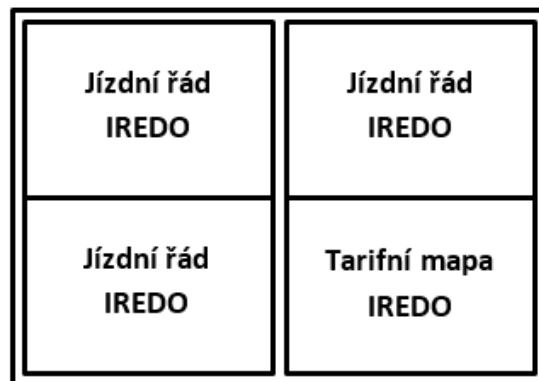 Jízdní řád
IREDO
Jízdní řád
IREDO
Jízdní řád
IREDO
Tarifní mapa
IREDO